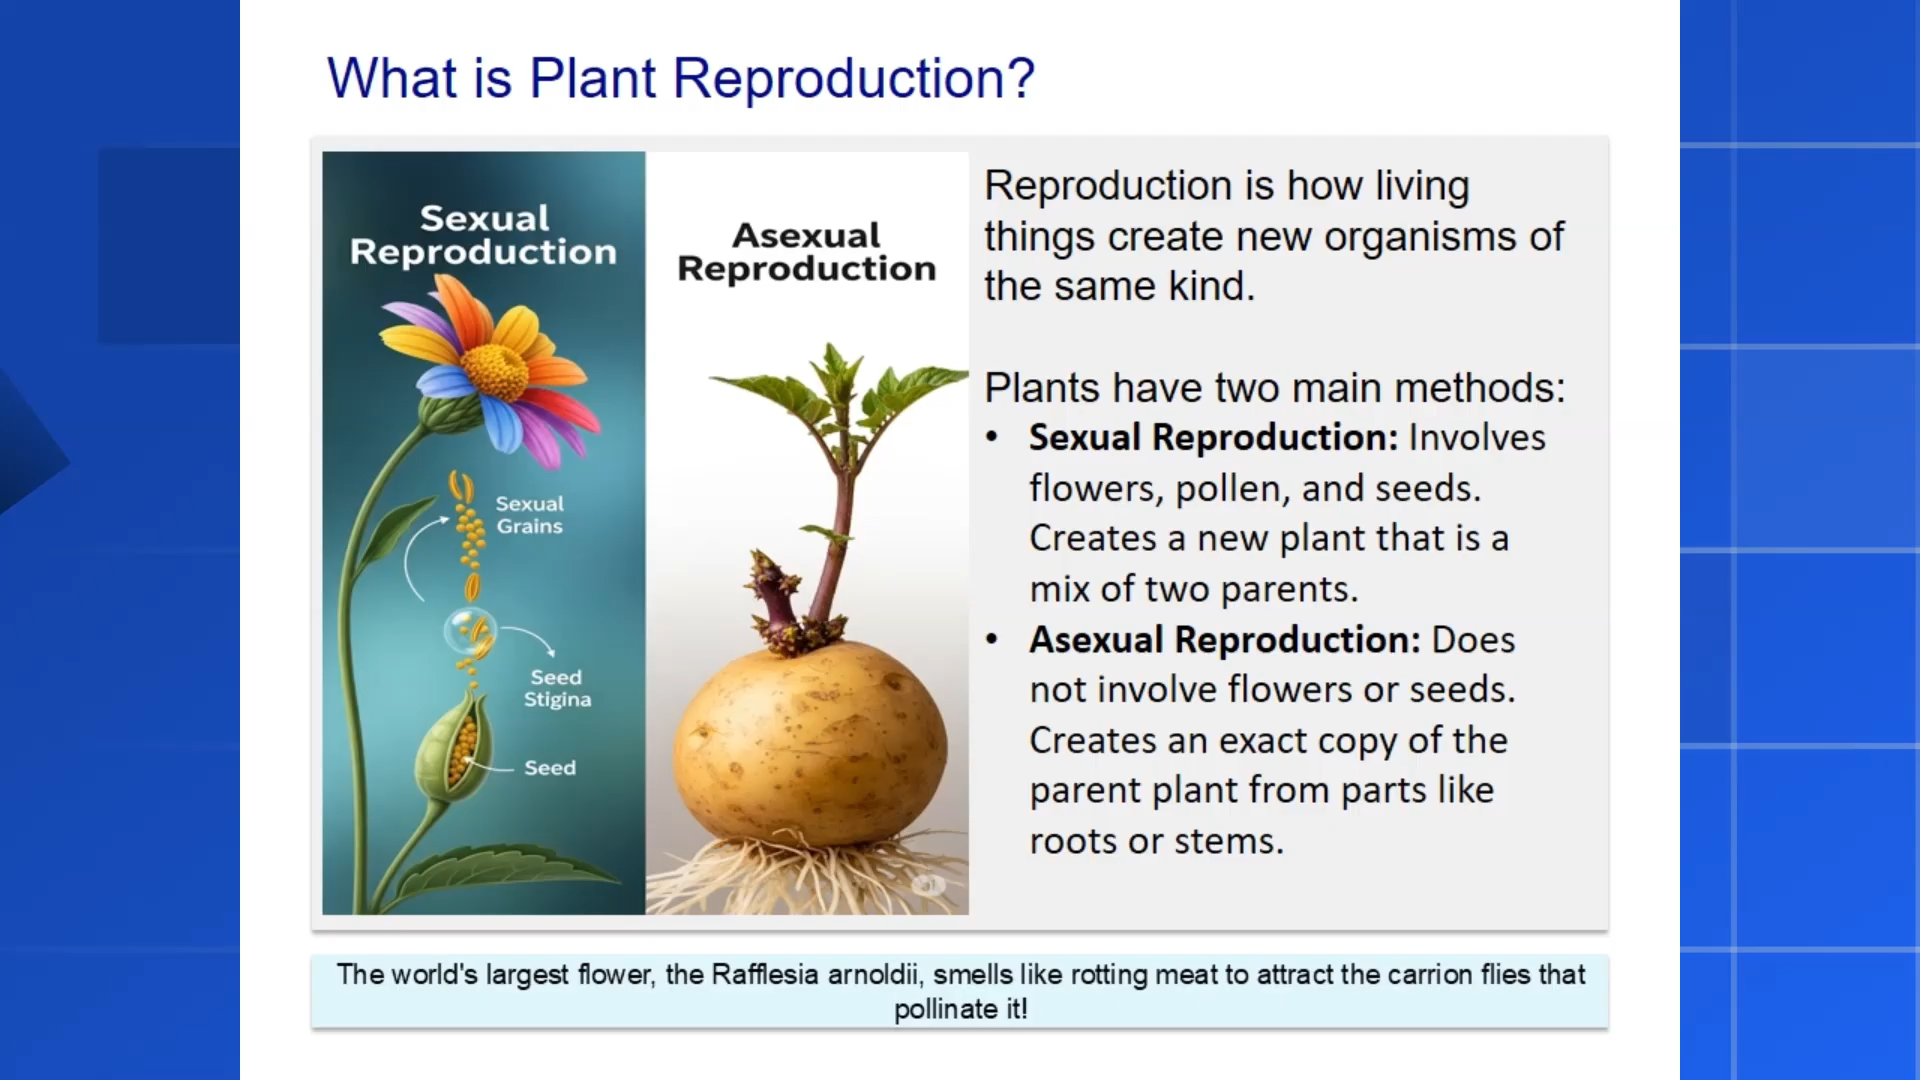 What is Plant Reproduction?
Sexual
Reproduction
Sexual
Grains
Seed
Stigina
Seed
Asexual
Reproduction
Reproduction is how living
things create new organisms of
the same kind.
Plants have two main methods:
• Sexual Reproduction: Involves
flowers, pollen, and seeds.
Creates a new plant that is a
mix of two parents.
• Asexual Reproduction: Does
not involve flowers or seeds.
Creates an exact copy of the
parent plant from parts like
roots or stems.
The world's largest flower, the Rafflesia arnoldii, smells like rotting meat to attract the carrion flies that
pollinate it!